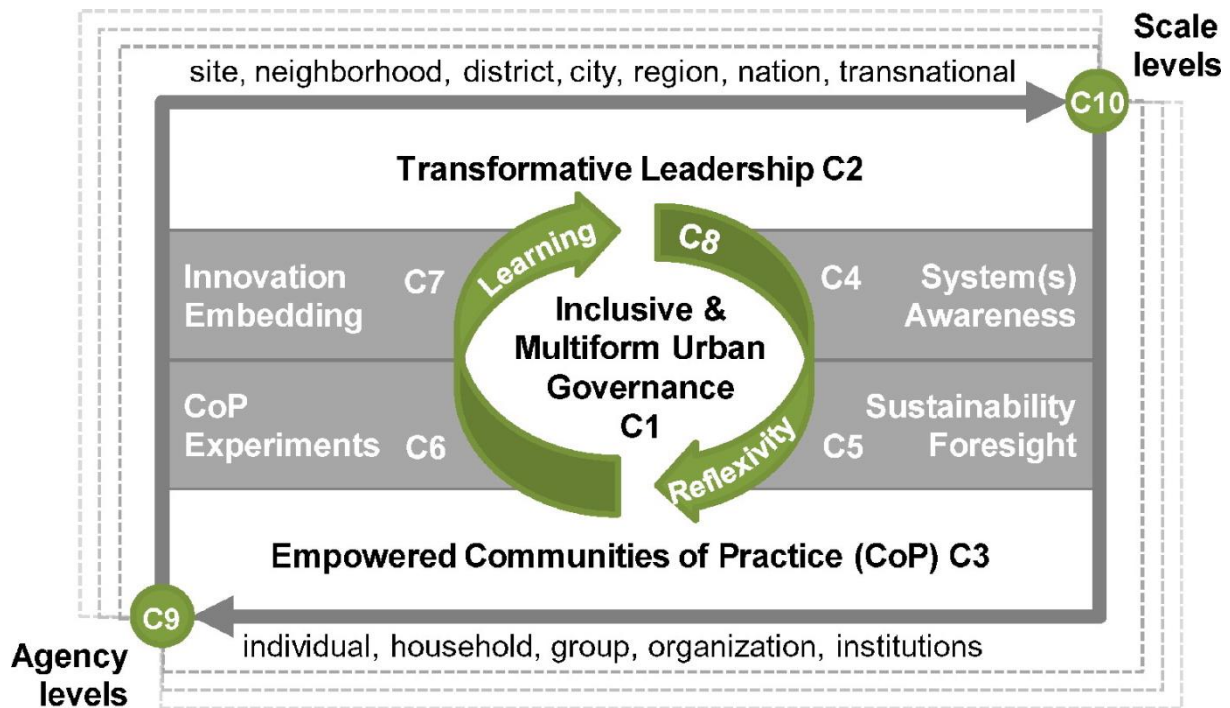 Scale
levels
site, neighborhood, district, city, region, nation, transnational
C10
Transformative Leadership C2
Learning
C8
Innovation
Embedding
C7
C4
System(s)
Awareness
Inclusive &
Multiform Urban
Governance
C1
CoP
Experiments
C6
C5
Sustainability
Foresight
Reflexivity
Empowered Communities of Practice (CoP) C3
C9
individual, household, group, organization, institutions
Agency
levels